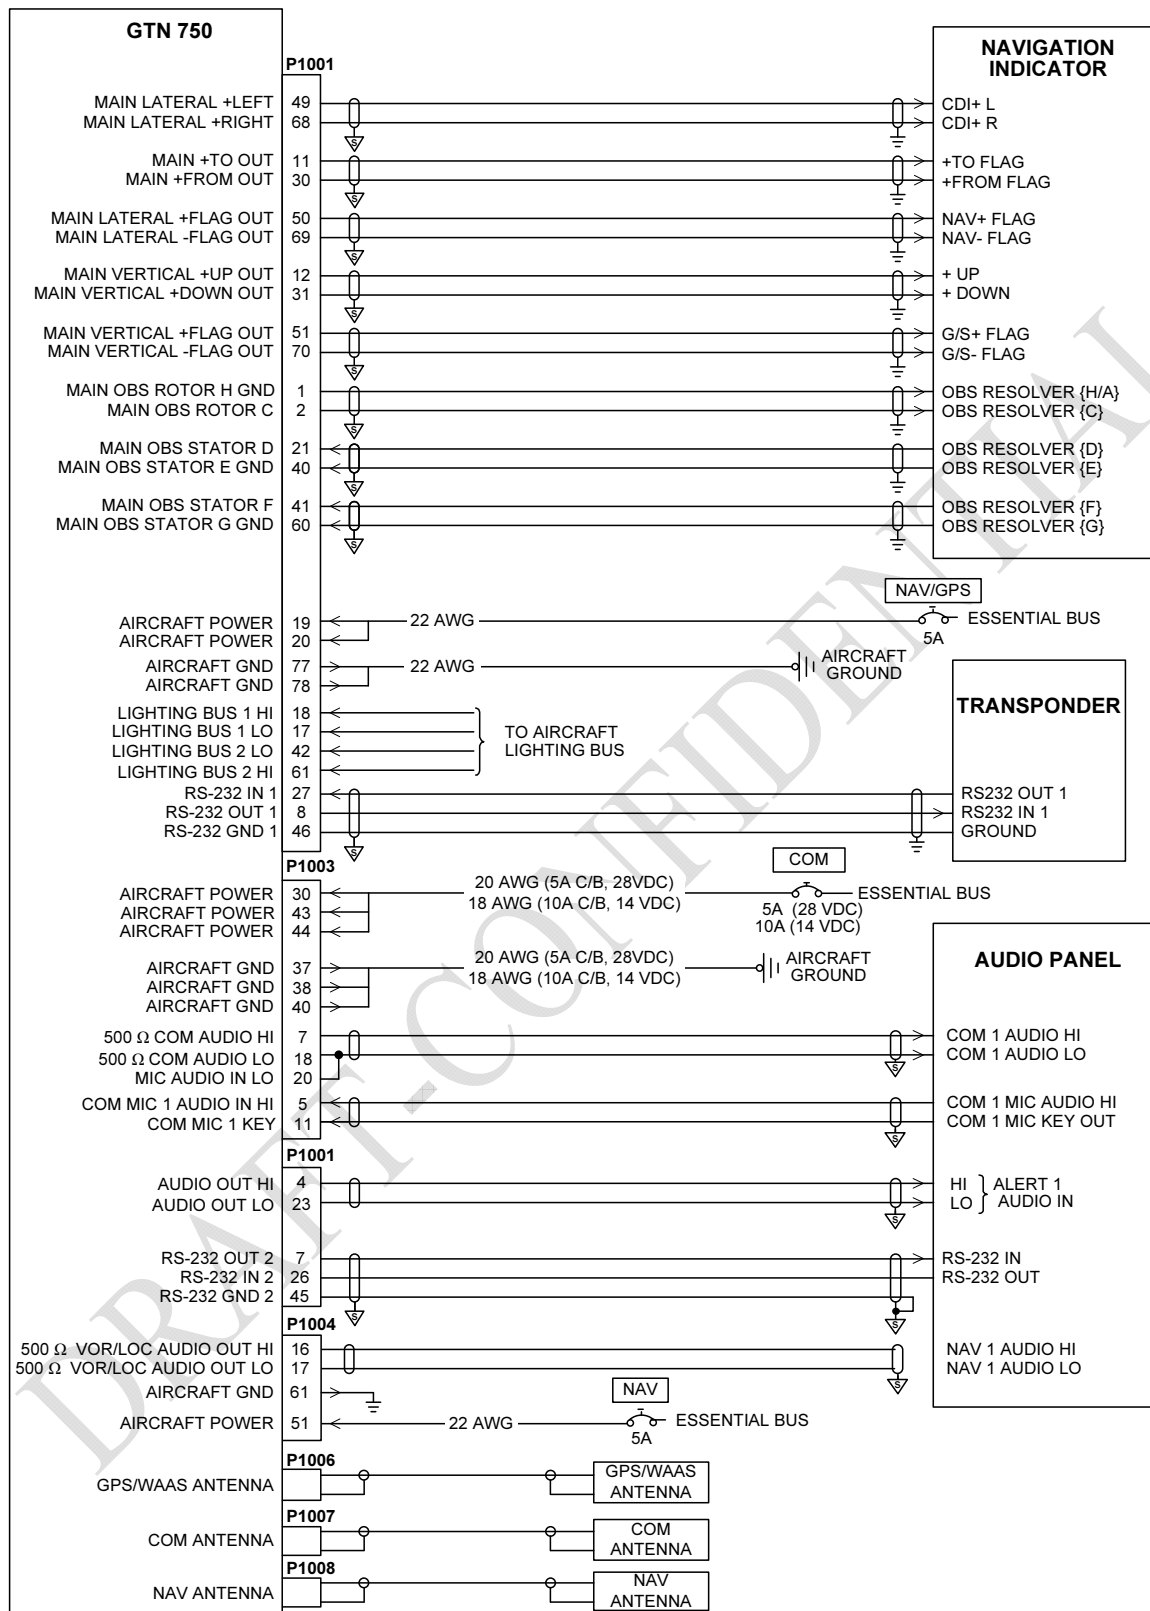 GTN 750
NAVIGATION
INDICATOR
P1001
MAIN LATERAL +LEFT 49 CDI+ L
MAIN LATERAL +RIGHT 68 CDI+ R
S
MAIN +TO OUT 11 +TO FLAG
MAIN +FROM OUT 30 +FROM FLAG
S
MAIN LATERAL +FLAG OUT 50 NAV+ FLAG
MAIN LATERAL -FLAG OUT 69 NAV- FLAG
S
MAIN VERTICAL +UP OUT 12 + UP
MAIN VERTICAL +DOWN OUT 31 + DOWN
S
MAIN VERTICAL +FLAG OUT 51 G/S+ FLAG
MAIN VERTICAL -FLAG OUT 70 G/S- FLAG
S
MAIN OBS ROTOR H GND 1 OBS RESOLVER {H/A}
MAIN OBS ROTOR C 2 OBS RESOLVER {C}
S
MAIN OBS STATOR D 21 OBS RESOLVER {D}
MAIN OBS STATOR E GND 40 OBS RESOLVER {E}
S
MAIN OBS STATOR F 41 OBS RESOLVER {F}
MAIN OBS STATOR G GND 60 OBS RESOLVER {G}
S
NAV/GPS
AIRCRAFT POWER 19 22 AWG ESSENTIAL BUS
AIRCRAFT POWER 20 5A
AIRCRAFT GND 77 22 AWG AIRCRAFT
AIRCRAFT GND 78 GROUND
TRANSPONDER
LIGHTING BUS 1 HI 18
LIGHTING BUS 1 LO 17 TO AIRCRAFT
LIGHTING BUS 2 LO 42 LIGHTING BUS
LIGHTING BUS 2 HI 61
RS-232 IN 1 27 RS232 OUT 1
RS-232 OUT 1 8 RS232 IN 1
RS-232 GND 1 46 GROUND
S
P1003
COM
AIRCRAFT POWER 30 20 AWG (5A C/B, 28VDC) ESSENTIAL BUS
AIRCRAFT POWER 43 18 AWG (10A C/B, 14 VDC) 5A (28 VDC)
AIRCRAFT POWER 44 10A (14 VDC)
AUDIO PANEL
AIRCRAFT GND 37 20 AWG (5A C/B, 28VDC) AIRCRAFT
AIRCRAFT GND 38 18 AWG (10A C/B, 14 VDC) GROUND
AIRCRAFT GND 40
500 Ω COM AUDIO HI 7 COM 1 AUDIO HI
500 Ω COM AUDIO LO 18 COM 1 AUDIO LO
MIC AUDIO IN LO 20 S
COM MIC 1 AUDIO IN HI 5 COM 1 MIC AUDIO HI
COM MIC 1 KEY 11 COM 1 MIC KEY OUT
S
P1001
AUDIO OUT HI 4 HI ALERT 1
AUDIO OUT LO 23 LO AUDIO IN
S
RS-232 OUT 2 7 RS-232 IN
RS-232 IN 2 26 RS-232 OUT
RS-232 GND 2 45
S S
P1004
500 Ω VOR/LOC AUDIO OUT HI 16 NAV 1 AUDIO HI
500 Ω VOR/LOC AUDIO OUT LO 17 NAV 1 AUDIO LO
S
AIRCRAFT GND 61 NAV
AIRCRAFT POWER 51 22 AWG ESSENTIAL BUS
5A
P1006
GPS/WAAS ANTENNA GPS/WAAS
ANTENNA
P1007
COM ANTENNA COM
ANTENNA
P1008
NAV ANTENNA NAV
ANTENNA
DRAFT-CONFIDENTIAL